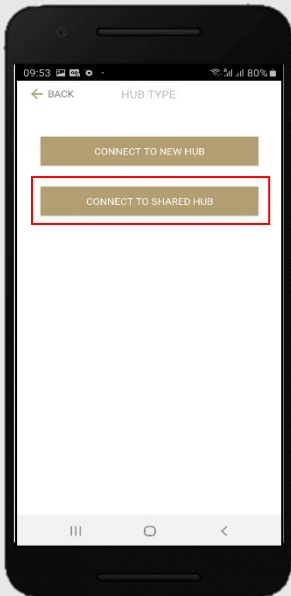 09:53 80%
← BACK HUB TYPE
CONNECT TO NEW HUB
CONNECT TO SHARED HUB